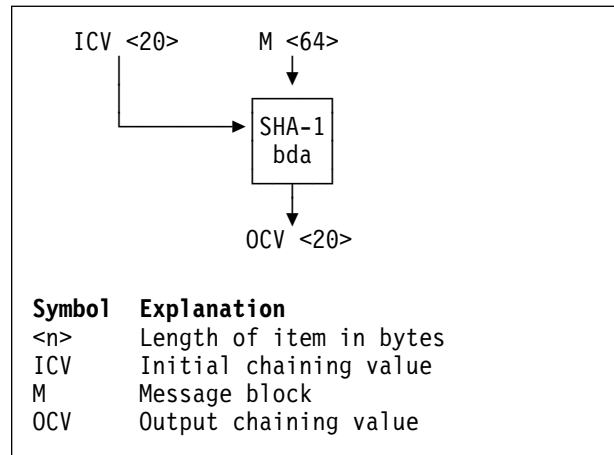 ICV <20> M <64>
SHA-1
bda
OCV <20>
Symbol Explanation
<n> Length of item in bytes
ICV Initial chaining value
M Message block
OCV Output chaining value